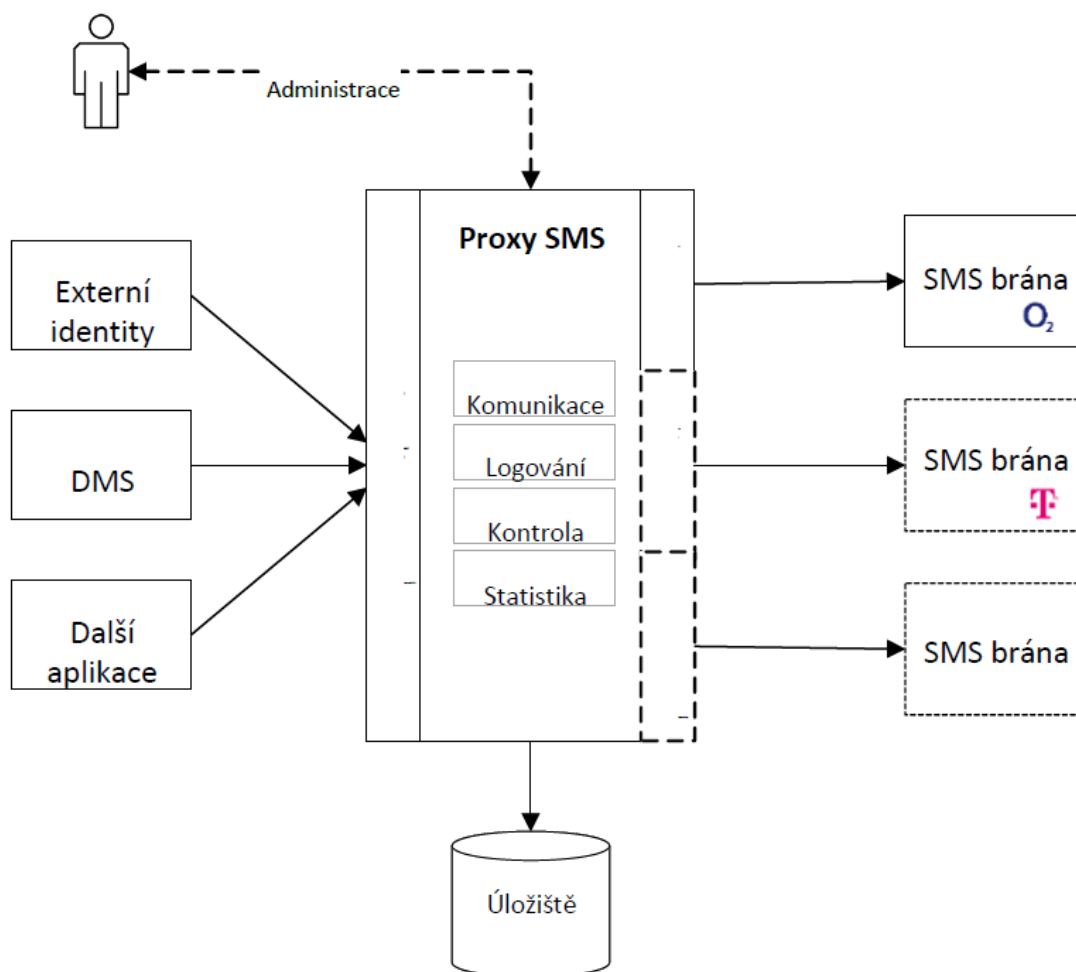 Administrace
Proxy SMS
Externí
identity
DMS
Další
aplikace
Komunikace
Logování
Kontrola
Statistika
SMS brána
O2
SMS brána
T
SMS brána
Úložiště